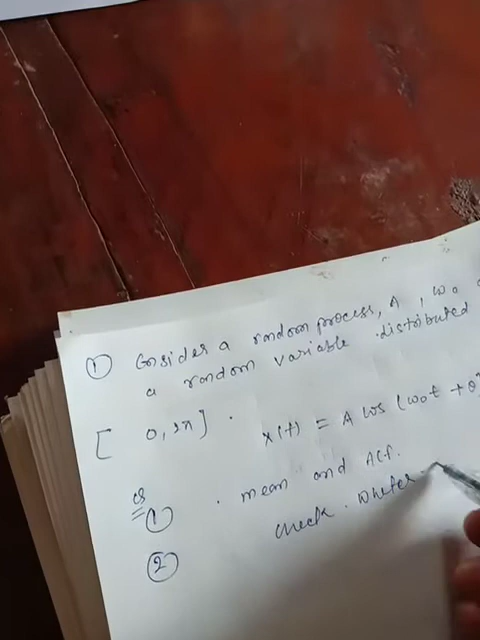 ① Consider a random process, A, ω₀
a random variable distributed
[0, 2π].
x(t) = A cos(ω₀t + θ)
① . mean and ACF.
② check. whether